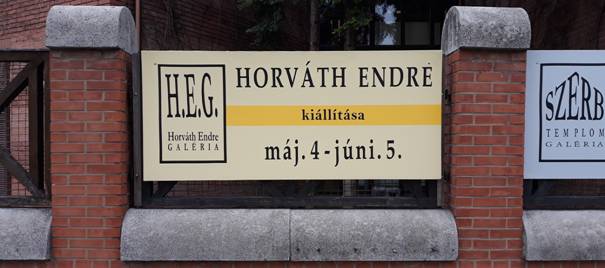 H.E.G.
Horváth Endre
GALÉRIA
HORVÁTH ENDRE
kiállítása
máj. 4 - júni. 5.
SZERB
TEMPLOM
GALÉRIA